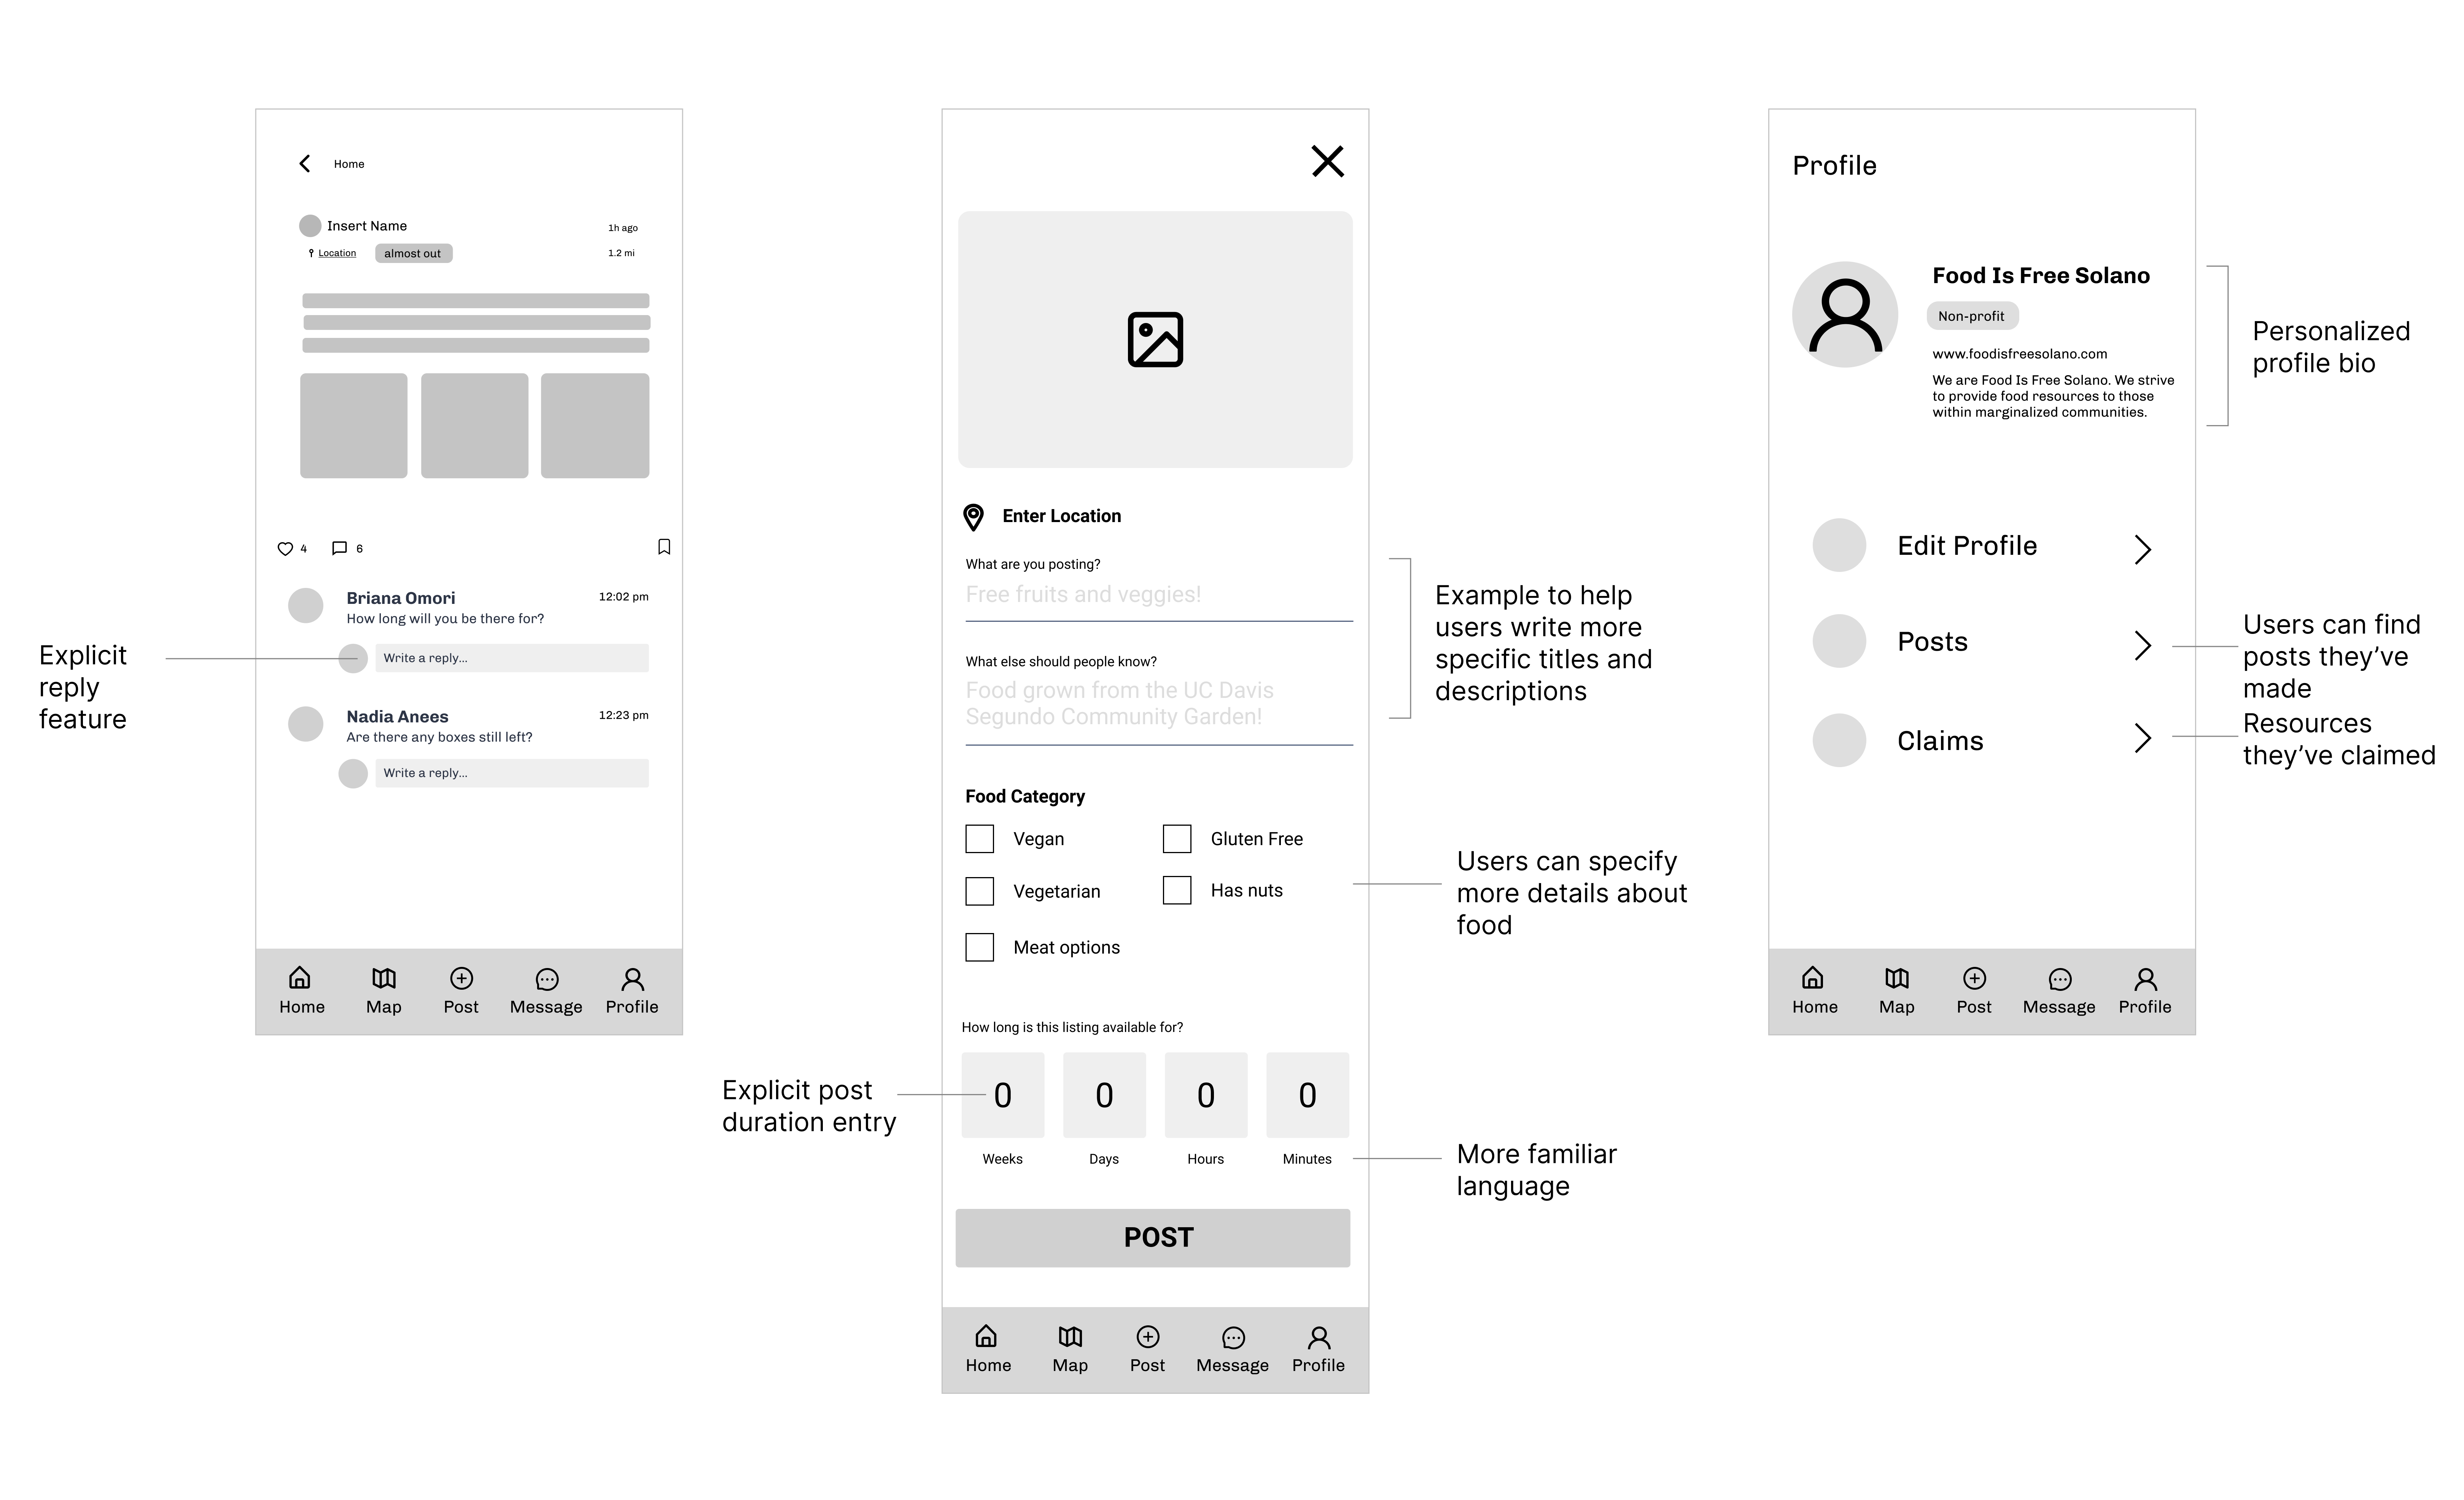 Home
Insert Name
1h ago
Location
almost out
1.2 mi
4
6
Briana Omori
12:02 pm
How long will you be there for?
Write a reply...
Nadia Anees
12:23 pm
Are there any boxes still left?
Write a reply...
Home
Map
Post
Message
Profile
Explicit
reply
feature
Enter Location
What are you posting?
Free fruits and veggies!
What else should people know?
Food grown from the UC Davis
Segundo Community Garden!
Food Category
Vegan
Gluten Free
Vegetarian
Has nuts
Meat options
How long is this listing available for?
0
0
0
0
Weeks
Days
Hours
Minutes
POST
Home
Map
Post
Message
Profile
Example to help
users write more
specific titles and
descriptions
Users can specify
more details about
food
Explicit post
duration entry
More familiar
language
Profile
Food Is Free Solano
Non-profit
www.foodisfreesolano.com
We are Food Is Free Solano. We strive
to provide food resources to those
within marginalized communities.
Edit Profile
Posts
Claims
Home
Map
Post
Message
Profile
Personalized
profile bio
Users can find
posts they’ve
made
Resources
they’ve claimed